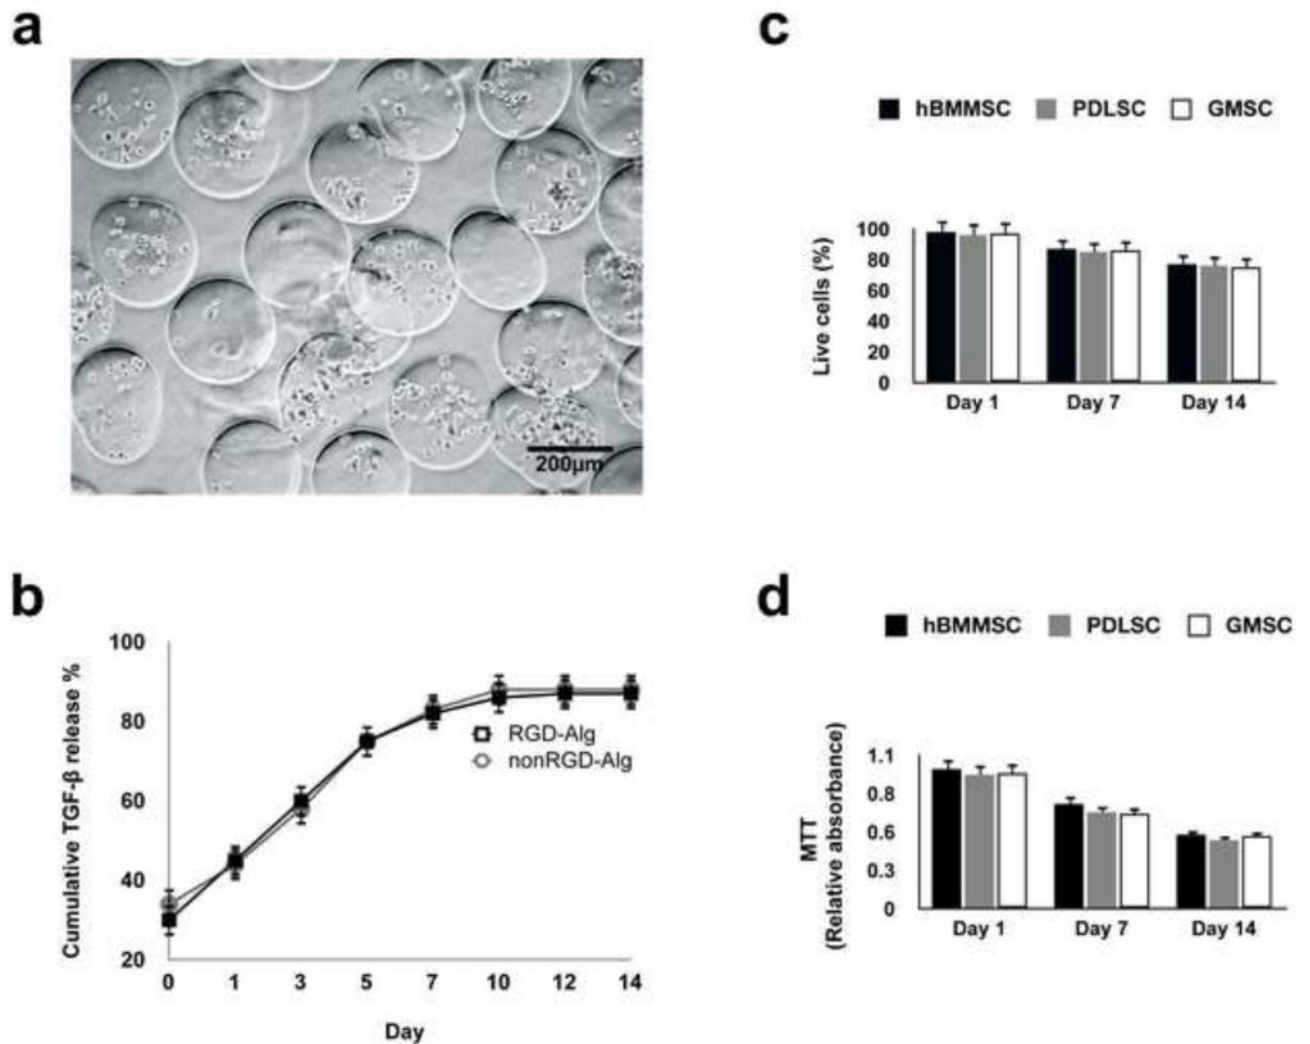 a
200µm
b
100
80
60
40
20
Cumulative TGF-β release %
RGD-Alg
nonRGD-Alg
0 1 3 5 7 10 12 14
Day
c
hBMMSC PDLSC GMSC
100
80
60
40
20
0
Live cells (%)
Day 1 Day 7 Day 14
d
hBMMSC PDLSC GMSC
1.1
0.8
0.6
0.3
0
MTT
(Relative absorbance)
Day 1 Day 7 Day 14